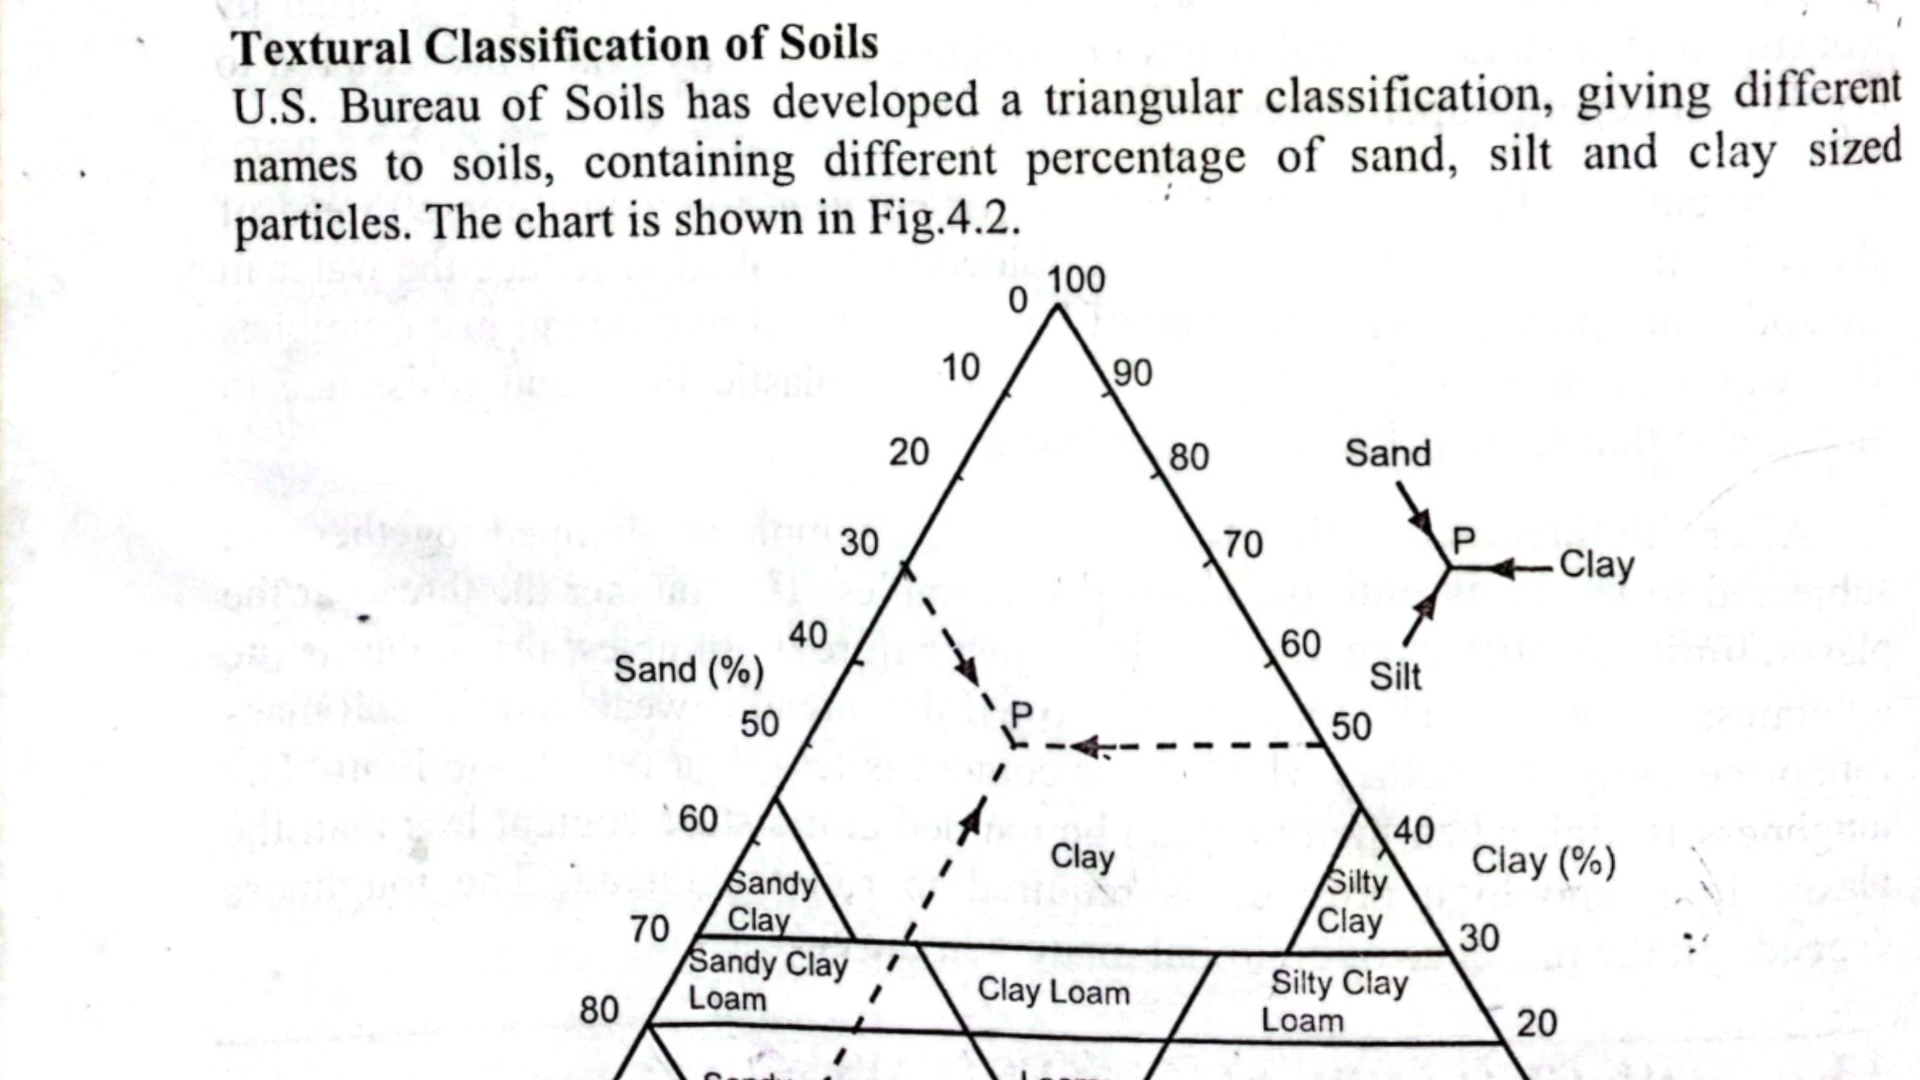 Textural Classification of Soils
U.S. Bureau of Soils has developed a triangular classification, giving different
names to soils, containing different percentage of sand, silt and clay sized
particles. The chart is shown in Fig.4.2.
0 100
10 90
20 80
Sand
30 70
P
Clay
40 60
Silt
Sand (%)
50 P 50
60 40
Clay
Clay (%)
Sandy
Clay
Silty
Clay
70 30
Sandy Clay
Loam
Clay Loam
Silty Clay
Loam
80 20